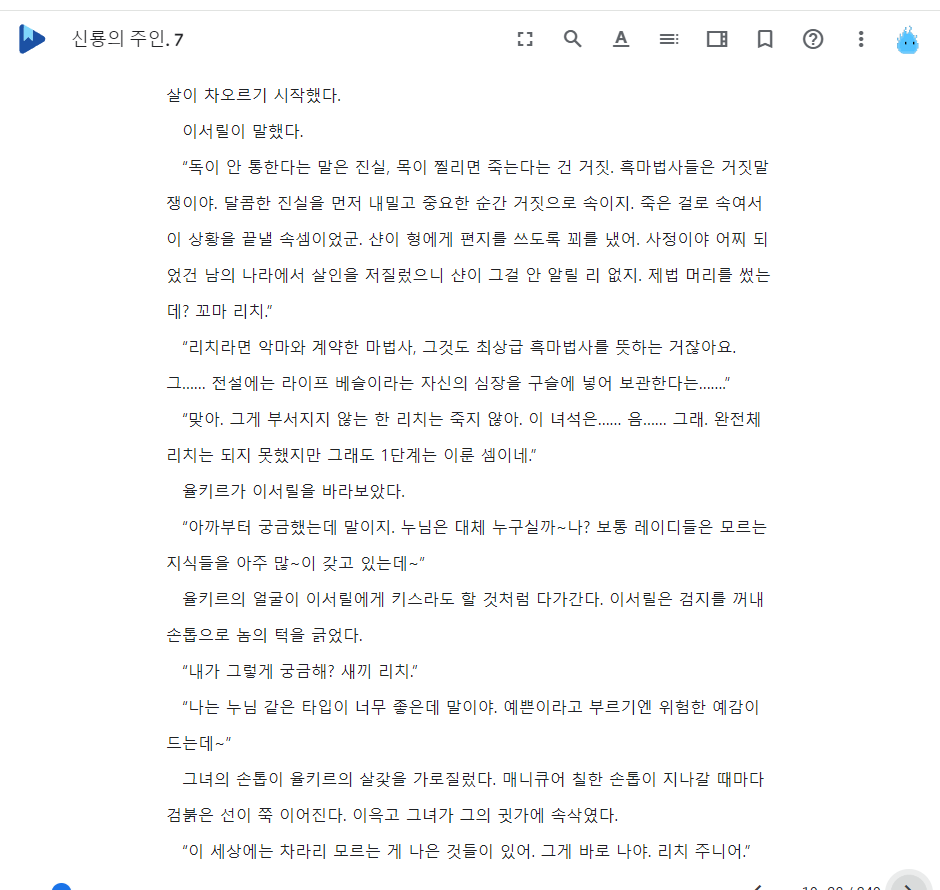 신룡의 주인. 7
살이 차오르기 시작했다.
이서릴이 말했다.
“독이 안 통한다는 말은 진실, 목이 찔리면 죽는다는 건 거짓. 흑마법사들은 거짓말
쟁이야. 달콤한 진실을 먼저 내밀고 중요한 순간 거짓으로 속이지. 죽은 걸로 속여서
이 상황을 끝낼 속셈이었군. 샨이 형에게 편지를 쓰도록 꾀를 냈어. 사정이야 어찌 되
었건 남의 나라에서 살인을 저질렀으니 샨이 그걸 안 알릴 리 없지. 제법 머리를 썼는
데? 꼬마 리치.”
“리치라면 악마와 계약한 마법사, 그것도 최상급 흑마법사를 뜻하는 거잖아요.
그...... 전설에는 라이프 베슬이라는 자신의 심장을 구슬에 넣어 보관한다는.......”
“맞아. 그게 부서지지 않는 한 리치는 죽지 않아. 이 녀석은...... 음...... 그래. 완전체
리치는 되지 못했지만 그래도 1단계는 이룬 셈이네.”
율키르가 이서릴을 바라보았다.
“아까부터 궁금했는데 말이지. 누님은 대체 누구실까~나? 보통 레이디들은 모르는
지식들을 아주 많~이 갖고 있는데~”
율키르의 얼굴이 이서릴에게 키스라도 할 것처럼 다가간다. 이서릴은 검지를 꺼내
손톱으로 놈의 턱을 긁었다.
“내가 그렇게 궁금해? 새끼 리치.”
“나는 누님 같은 타입이 너무 좋은데 말이야. 예쁜이라고 부르기엔 위험한 예감이
드는데~”
그녀의 손톱이 율키르의 살갗을 가로질렀다. 매니큐어 칠한 손톱이 지나갈 때마다
검붉은 선이 쭉 이어진다. 이윽고 그녀가 그의 귓가에 속삭였다.
“이 세상에는 차라리 모르는 게 나은 것들이 있어. 그게 바로 나야. 리치 주니어.”